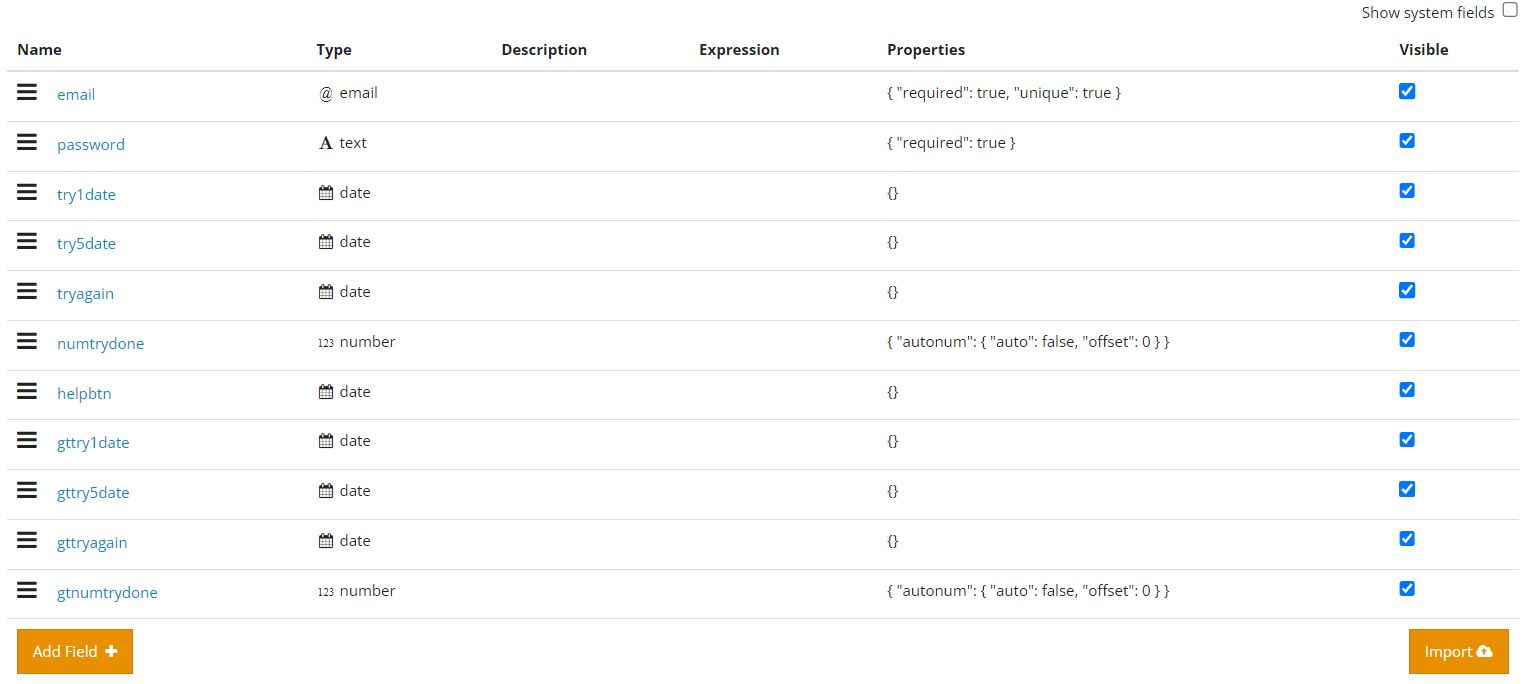 Show system fields
Name Type Description Expression Properties Visible
email @ email { "required": true, "unique": true }
password A text { "required": true }
try1date date {}
try5date date {}
tryagain date {}
numtrydone 123 number { "autonum": { "auto": false, "offset": 0 } }
helpbtn date {}
gttry1date date {}
gttry5date date {}
gttryagain date {}
gtnumtrydone 123 number { "autonum": { "auto": false, "offset": 0 } }
Add Field Import